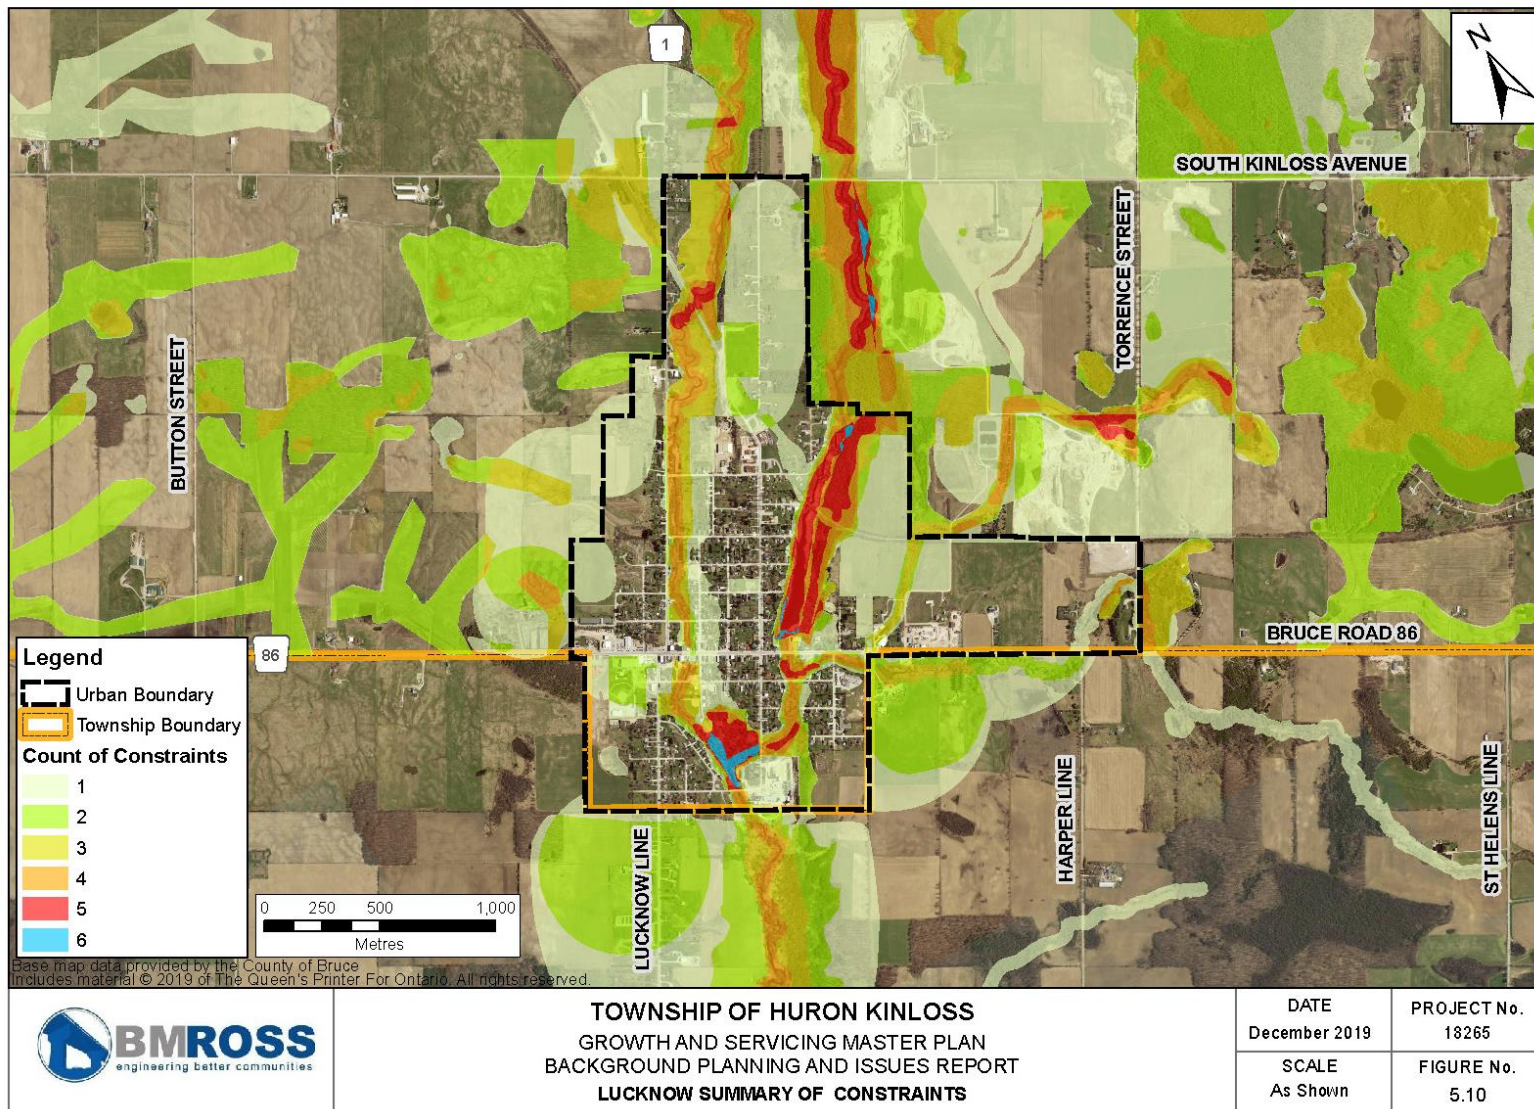 1
N
SOUTH KINLOSS AVENUE
TORRENCE STREET
BUTTON STREET
BRUCE ROAD 86
86
HARPER LINE
ST HELENS LINE
LUCKNOW LINE
Legend
Urban Boundary
Township Boundary
Count of Constraints
1
2
3
4
5
6
0 250 500 1,000
Metres
Base map data provided by the County of Bruce
Includes material © 2019 of The Queen's Printer For Ontario. All rights reserved.
BMROSS
engineering better communities
TOWNSHIP OF HURON KINLOSS
GROWTH AND SERVICING MASTER PLAN
BACKGROUND PLANNING AND ISSUES REPORT
LUCKNOW SUMMARY OF CONSTRAINTS
DATE
December 2019
PROJECT No.
18265
SCALE
As Shown
FIGURE No.
5.10